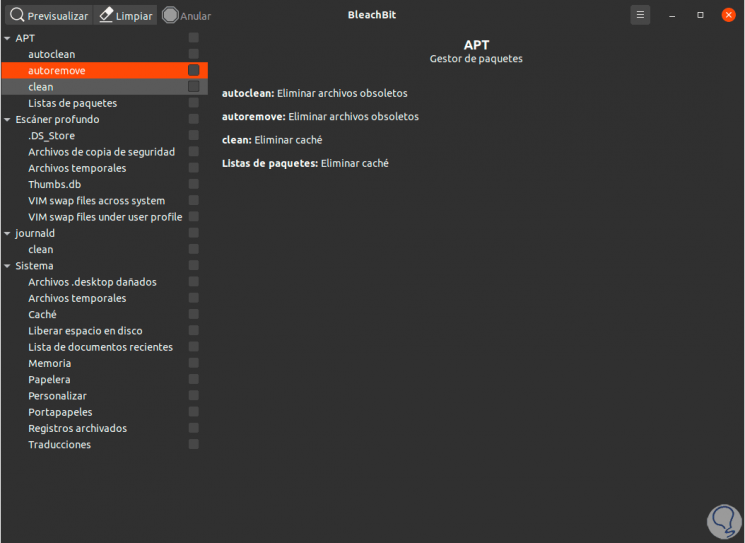 Previsualizar Limpiar Anular BleachBit
APT
autoclean
autoremove
clean
Listas de paquetes
Escáner profundo
.DS_Store
Archivos de copia de seguridad
Archivos temporales
Thumbs.db
VIM swap files across system
VIM swap files under user profile
journald
clean
Sistema
Archivos .desktop dañados
Archivos temporales
Caché
Liberar espacio en disco
Lista de documentos recientes
Memoria
Papelera
Personalizar
Portapapeles
Registros archivados
Traducciones
APT
Gestor de paquetes
autoclean: Eliminar archivos obsoletos
autoremove: Eliminar archivos obsoletos
clean: Eliminar caché
Listas de paquetes: Eliminar caché